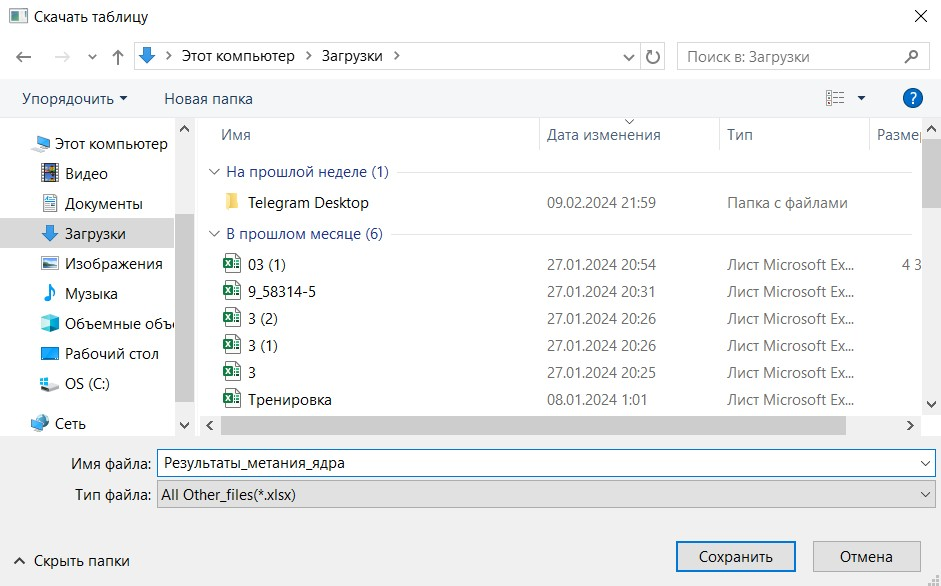 Скачать таблицу
Этот компьютер > Загрузки >
Поиск в: Загрузки
Упорядочить
Новая папка
?
Этот компьютер
Видео
Документы
Загрузки
Изображения
Музыка
Объемные объ
Рабочий стол
OS (C:)
Сеть
Имя Дата изменения Тип Разме
На прошлой неделе (1)
Telegram Desktop 09.02.2024 21:59 Папка с файлами
В прошлом месяце (6)
03 (1) 27.01.2024 20:54 Лист Microsoft Ex... 4 3
9_58314-5 27.01.2024 20:31 Лист Microsoft Ex...
3 (2) 27.01.2024 20:26 Лист Microsoft Ex...
3 (1) 27.01.2024 20:26 Лист Microsoft Ex...
3 27.01.2024 20:25 Лист Microsoft Ex...
Тренировка 08.01.2024 1:01 Лист Microsoft Ex...
Имя файла: Результаты_метания_ядра
Тип файла: All Other_files(*.xlsx)
Скрыть папки
Сохранить
Отмена